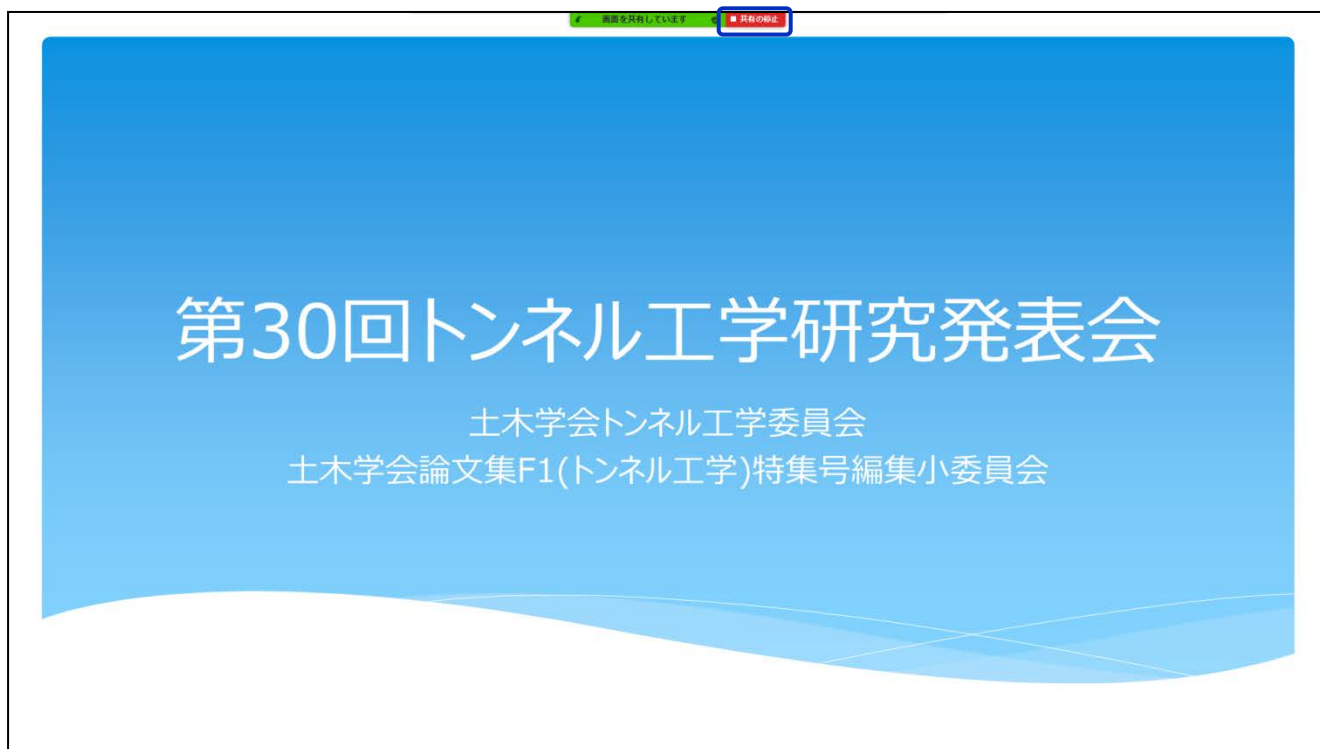 画面を共有しています
共有の停止
第30回トンネル工学研究発表会
土木学会トンネル工学委員会
土木学会論文集F1(トンネル工学)特集号編集小委員会